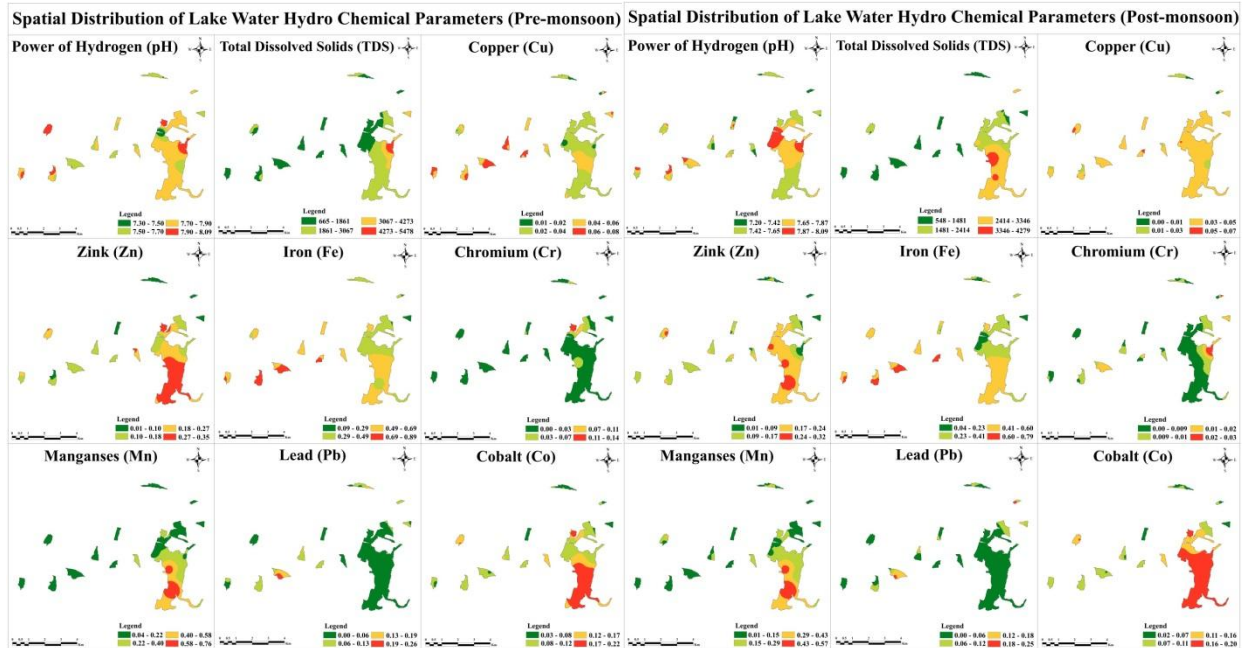 Spatial Distribution of Lake Water Hydro Chemical Parameters (Pre-monsoon)
Power of Hydrogen (pH)
Legend
7.30 - 7.50 7.70 - 7.90
7.50 - 7.70 7.90 - 8.09
Total Dissolved Solids (TDS)
Legend
665 - 1861 3067 - 4273
1861 - 3067 4273 - 5478
Copper (Cu)
Legend
0.01 - 0.02 0.04 - 0.06
0.02 - 0.04 0.06 - 0.08
Zink (Zn)
Legend
0.01 - 0.10 0.18 - 0.27
0.10 - 0.18 0.27 - 0.35
Iron (Fe)
Legend
0.09 - 0.29 0.49 - 0.69
0.29 - 0.49 0.69 - 0.89
Chromium (Cr)
Legend
0.00 - 0.03 0.07 - 0.11
0.03 - 0.07 0.11 - 0.14
Manganses (Mn)
Legend
0.04 - 0.22 0.40 - 0.58
0.22 - 0.40 0.58 - 0.76
Lead (Pb)
Legend
0.00 - 0.06 0.13 - 0.19
0.06 - 0.13 0.19 - 0.26
Cobalt (Co)
Legend
0.03 - 0.08 0.12 - 0.17
0.08 - 0.12 0.17 - 0.22
Spatial Distribution of Lake Water Hydro Chemical Parameters (Post-monsoon)
Power of Hydrogen (pH)
Legend
7.20 - 7.42 7.65 - 7.87
7.42 - 7.65 7.87 - 8.09
Total Dissolved Solids (TDS)
Legend
548 - 1481 2414 - 3346
1481 - 2414 3346 - 4279
Copper (Cu)
Legend
0.00 - 0.01 0.03 - 0.05
0.01 - 0.03 0.05 - 0.07
Zink (Zn)
Legend
0.01 - 0.09 0.17 - 0.24
0.09 - 0.17 0.24 - 0.32
Iron (Fe)
Legend
0.04 - 0.23 0.41 - 0.60
0.23 - 0.41 0.60 - 0.79
Chromium (Cr)
Legend
0.00 - 0.009 0.01 - 0.02
0.009 - 0.01 0.02 - 0.03
Manganses (Mn)
Legend
0.01 - 0.15 0.29 - 0.43
0.15 - 0.29 0.43 - 0.57
Lead (Pb)
Legend
0.00 - 0.06 0.12 - 0.18
0.06 - 0.12 0.18 - 0.25
Cobalt (Co)
Legend
0.02 - 0.07 0.11 - 0.16
0.07 - 0.11 0.16 - 0.20